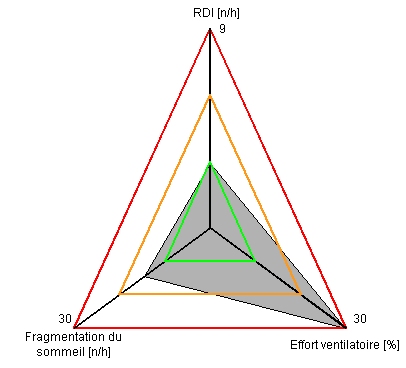 RDI [n/h]
9
30
30
Fragmentation du
sommeil [n/h]
Effort ventilatoire [%]